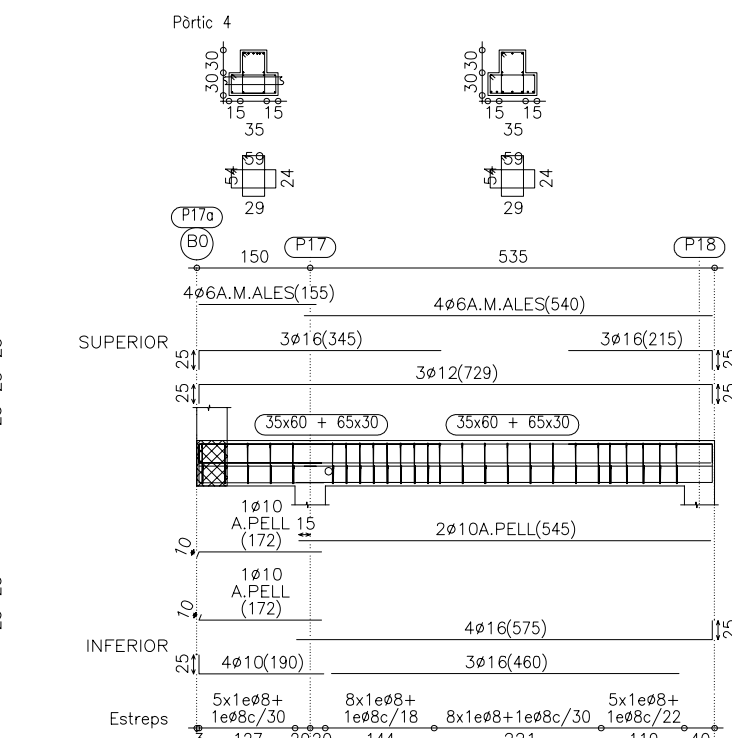 Pòrtic 4
30 30
30 30
15 15
15 15
35
35
59
59
54
24
54
24
29
29
P17a
B0
P17
P18
150
535
4ø6A.M.ALES(155)
4ø6A.M.ALES(540)
SUPERIOR
3ø16(345)
3ø16(215)
25
25
3ø12(729)
25
25
35x60 + 65x30
35x60 + 65x30
1ø10
A.PELL
(172)
15
2ø10A.PELL(545)
10
1ø10
A.PELL
(172)
10
4ø16(575)
25
INFERIOR
25
4ø10(190)
3ø16(460)
Estreps
5x1eø8+
1eø8c/30
8x1eø8+
1eø8c/18
8x1eø8+1eø8c/30
5x1eø8+
1eø8c/22